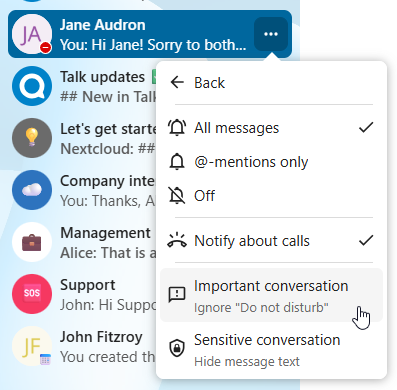 JA
Jane Audron
You: Hi Jane! Sorry to both...
Talk updates
## New in Talk
Let's get starte
Nextcloud: ##
Company inte
You: Thanks, A
Management
Alice: That is a
SOS
Support
John: Hi Suppo
JF
John Fitzroy
You created th
Back
All messages
@-mentions only
Off
Notify about calls
Important conversation
Ignore "Do not disturb"
Sensitive conversation
Hide message text